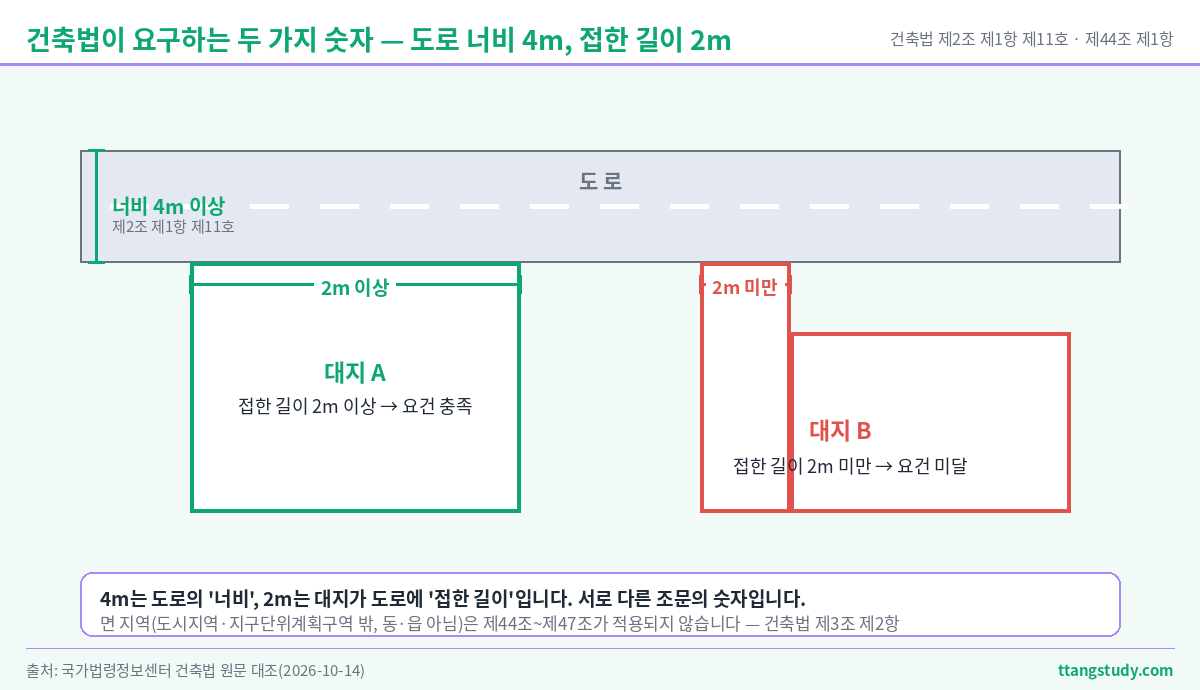 건축법이 요구하는 두 가지 숫자 — 도로 너비 4m, 접한 길이 2m
건축법 제2조 제1항 제11호 · 제44조 제1항
도 로
너비 4m 이상
제2조 제1항 제11호
2m 이상
2m 미만
대지 A
접한 길이 2m 이상 → 요건 충족
대지 B
접한 길이 2m 미만 → 요건 미달
4m는 도로의 '너비', 2m는 대지가 도로에 '접한 길이'입니다. 서로 다른 조문의 숫자입니다.
면 지역(도시지역·지구단위계획구역 밖, 동·읍 아님)은 제44조~제47조가 적용되지 않습니다 — 건축법 제3조 제2항
출처: 국가법령정보센터 건축법 원문 대조(2026-10-14)
ttangstudy.com